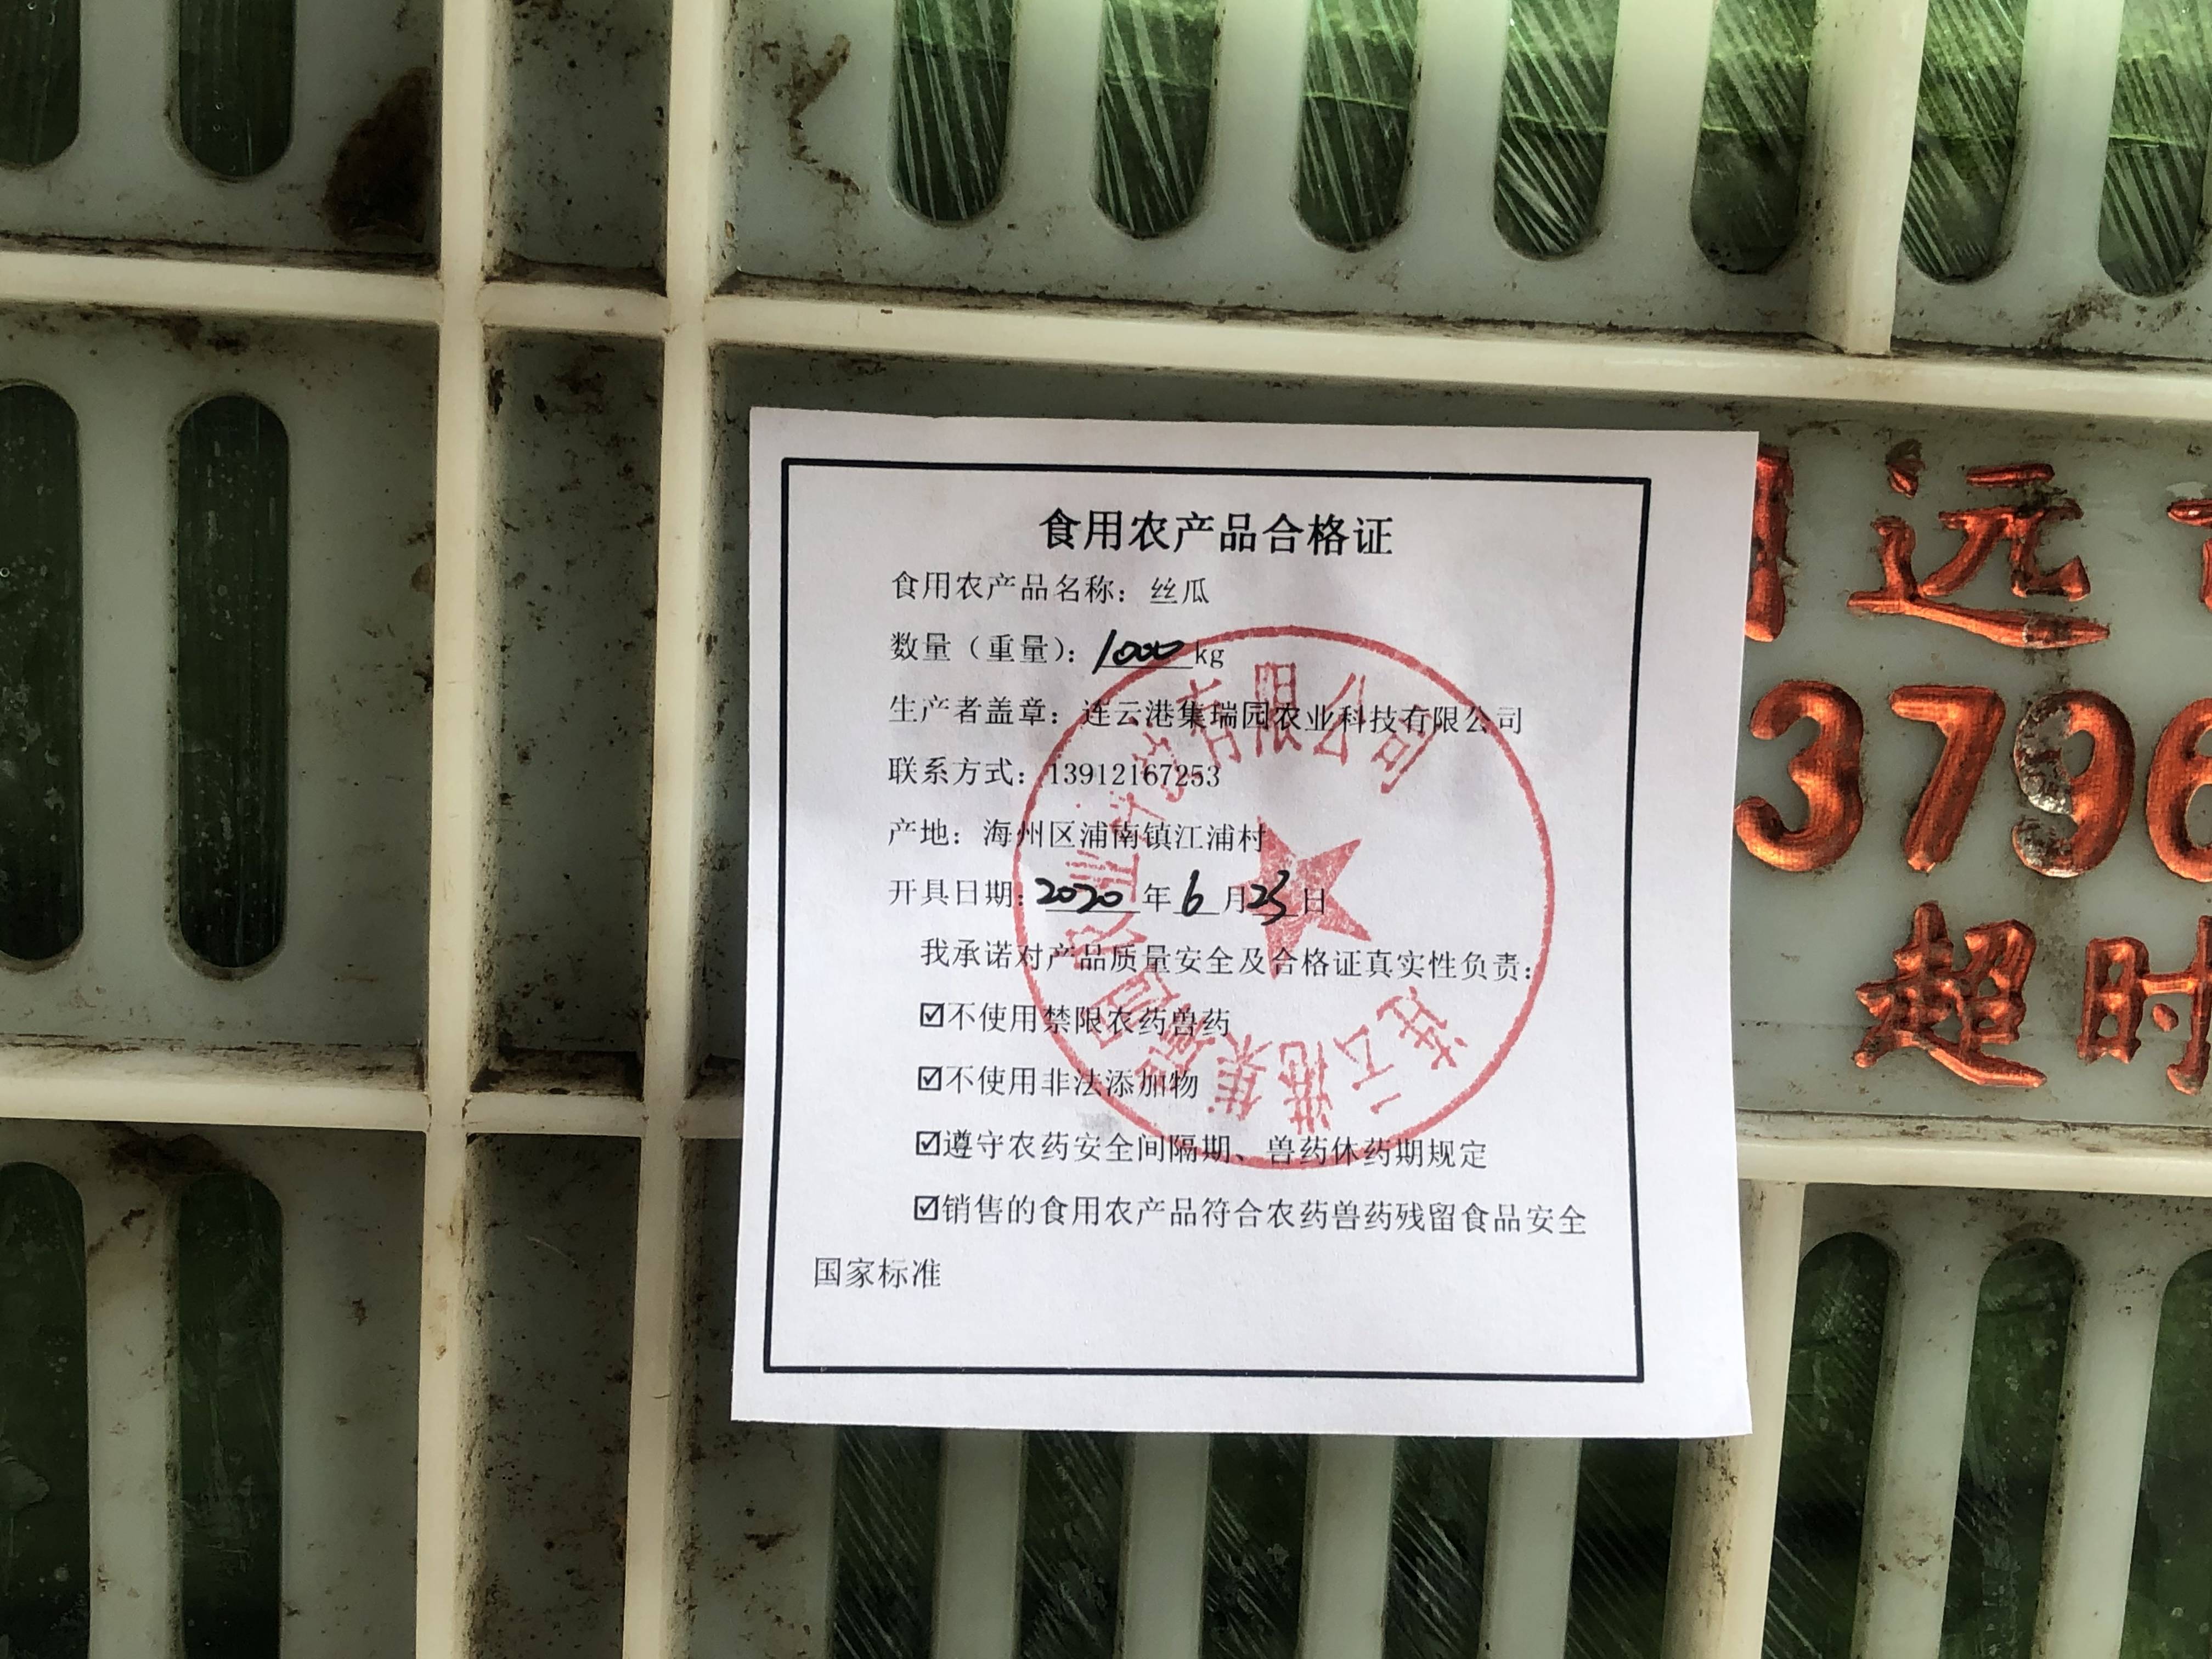 食用农产品合格证
食用农产品名称：丝瓜
数量（重量）：1000kg
生产者盖章：连云港集瑞园农业科技有限公司
联系方式：13912167253
产地：海州区浦南镇江浦村
开具日期：2020年6月23日
我承诺对产品质量安全及合格证真实性负责：
☑不使用禁限农药兽药
☑不使用非法添加物
☑遵守农药安全间隔期、兽药休药期规定
☑销售的食用农产品符合农药兽药残留食品安全
国家标准
连云港集瑞园农业科技有限公司
远
3796
超时